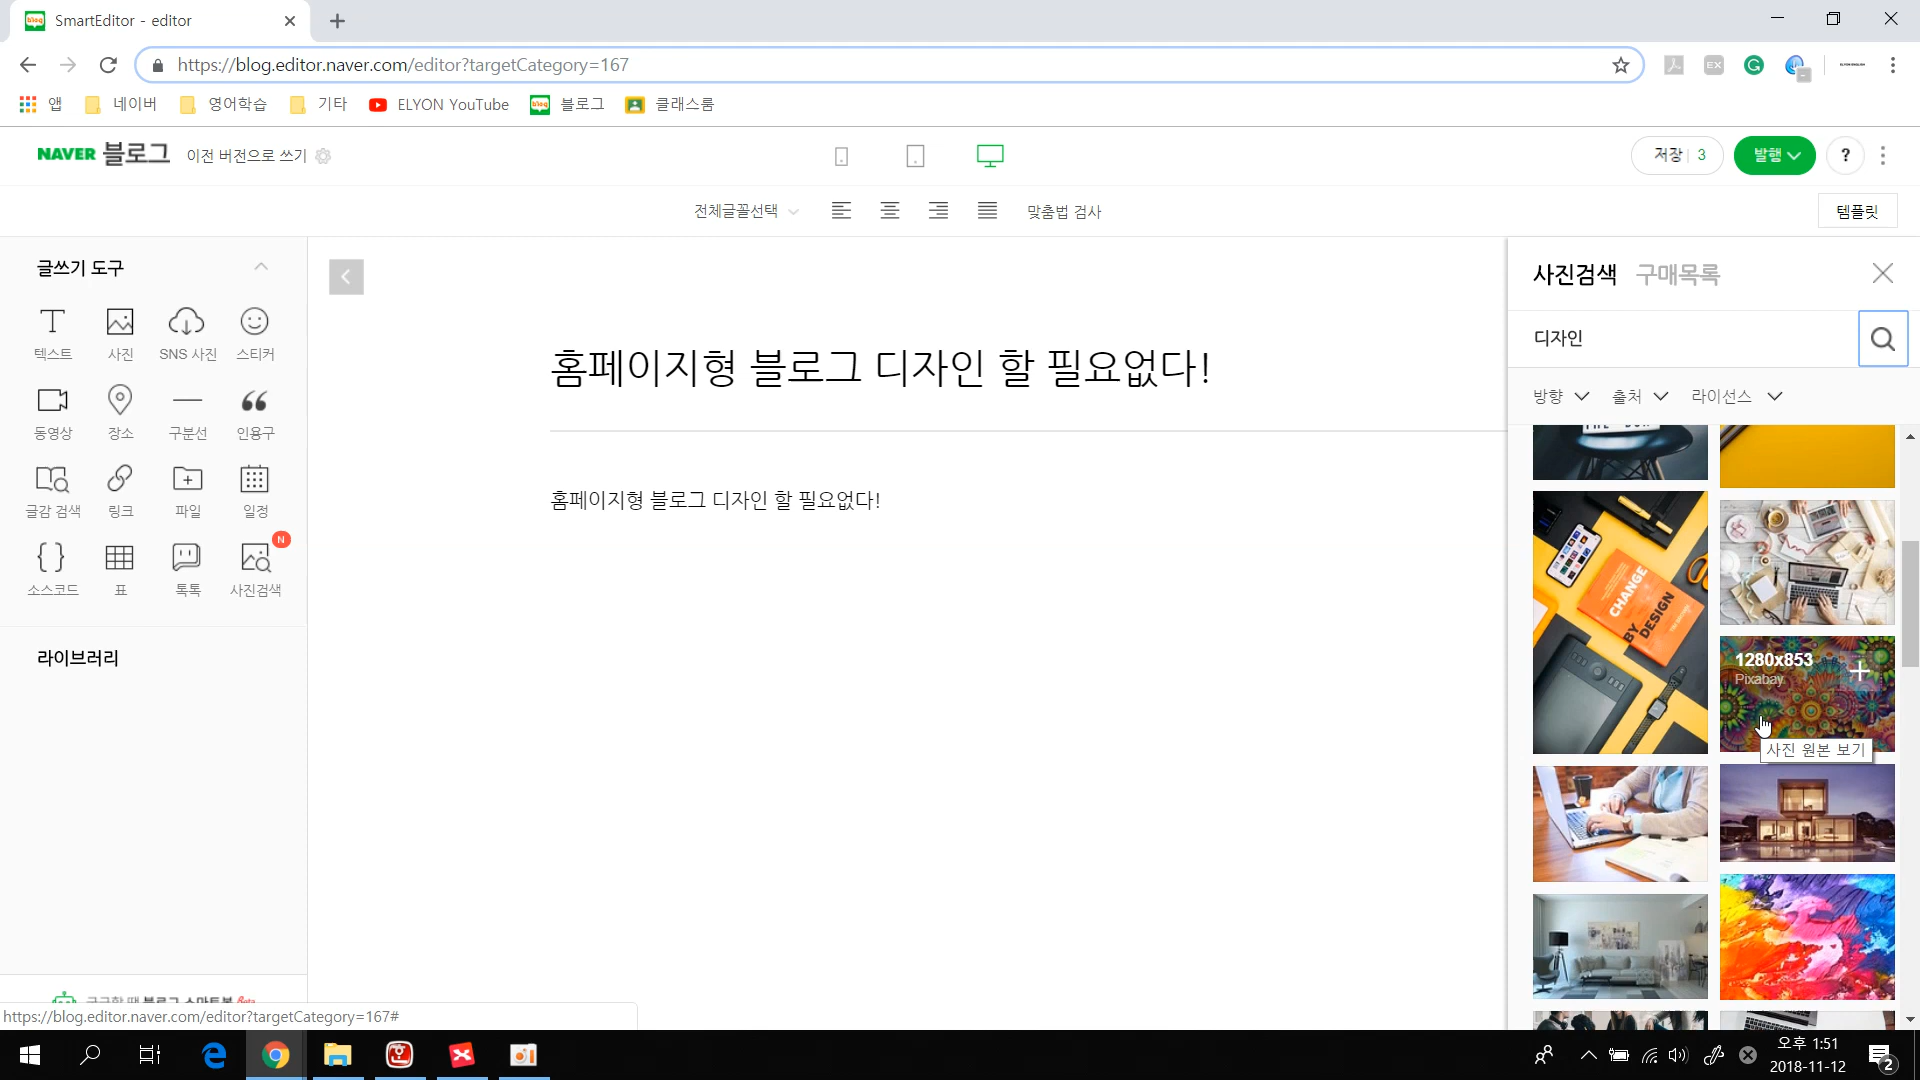 SmartEditor - editor
https://blog.editor.naver.com/editor?targetCategory=167
앱 네이버 영어학습 기타 ELYON YouTube 블로그 클래스룸
NAVER 블로그 이전 버전으로 쓰기
저장 3 발행 ?
전체글꼴선택 맞춤법 검사 템플릿
글쓰기 도구
텍스트 사진 SNS 사진 스티커
동영상 장소 구분선 인용구
글감 검색 링크 파일 일정
N
소스코드 표 톡톡 사진검색
라이브러리
홈페이지형 블로그 디자인 할 필요없다!
홈페이지형 블로그 디자인 할 필요없다!
사진검색 구매목록
디자인
방향 출처 라이선스
CHANGE
BY
DESIGN
1280x853
Pixabay
사진 원본 보기
https://blog.editor.naver.com/editor?targetCategory=167#
오후 1:51
2018-11-12
2